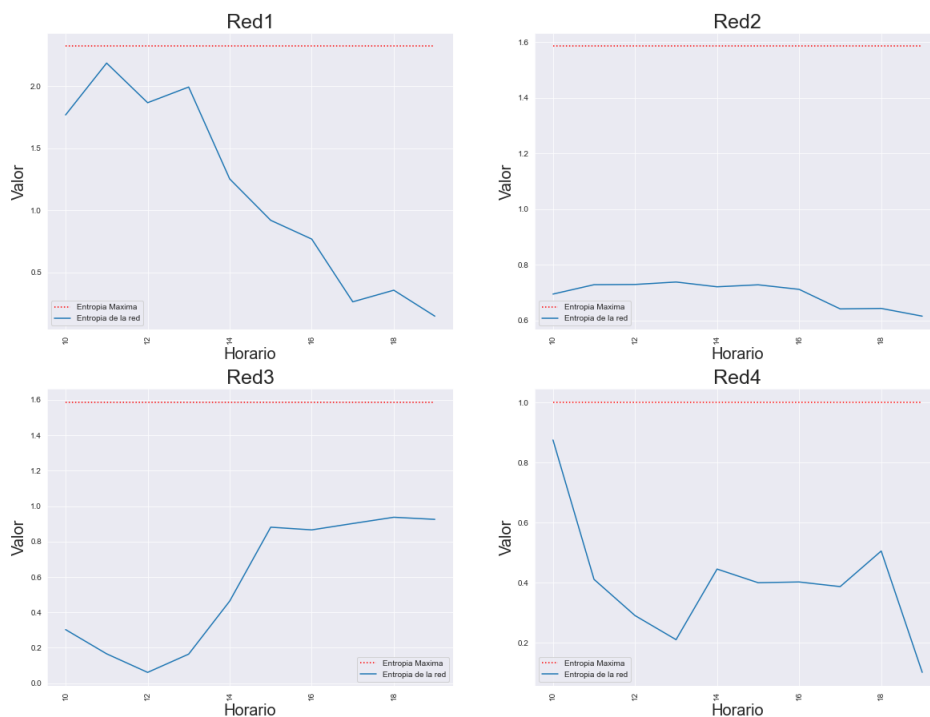 Red1
Valor
2.0
1.5
1.0
0.5
Entropia Maxima
Entropia de la red
10
12
14
16
18
Horario
Red2
Valor
1.6
1.4
1.2
1.0
0.8
0.6
Entropia Maxima
Entropia de la red
10
12
14
16
18
Horario
Red3
Valor
1.6
1.4
1.2
1.0
0.8
0.6
0.4
0.2
0.0
Entropia Maxima
Entropia de la red
10
12
14
16
18
Horario
Red4
Valor
1.0
0.8
0.6
0.4
0.2
Entropia Maxima
Entropia de la red
10
12
14
16
18
Horario